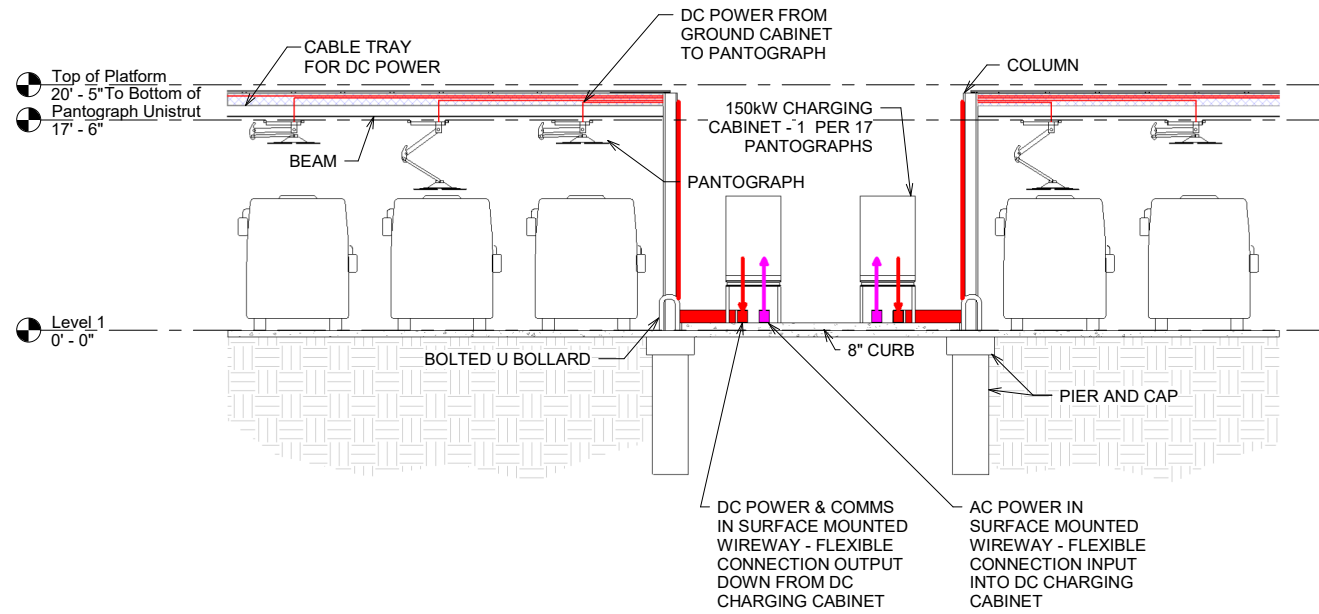 DC POWER FROM
GROUND CABINET
TO PANTOGRAPH
CABLE TRAY
FOR DC POWER
COLUMN
Top of Platform
20' - 5"
To Bottom of
Pantograph Unistrut
17' - 6"
150kW CHARGING
CABINET - 1 PER 17
PANTOGRAPHS
BEAM
PANTOGRAPH
Level 1
0' - 0"
BOLTED U BOLLARD
8" CURB
PIER AND CAP
DC POWER & COMMS
IN SURFACE MOUNTED
WIREWAY - FLEXIBLE
CONNECTION OUTPUT
DOWN FROM DC
CHARGING CABINET
AC POWER IN
SURFACE MOUNTED
WIREWAY - FLEXIBLE
CONNECTION INPUT
INTO DC CHARGING
CABINET